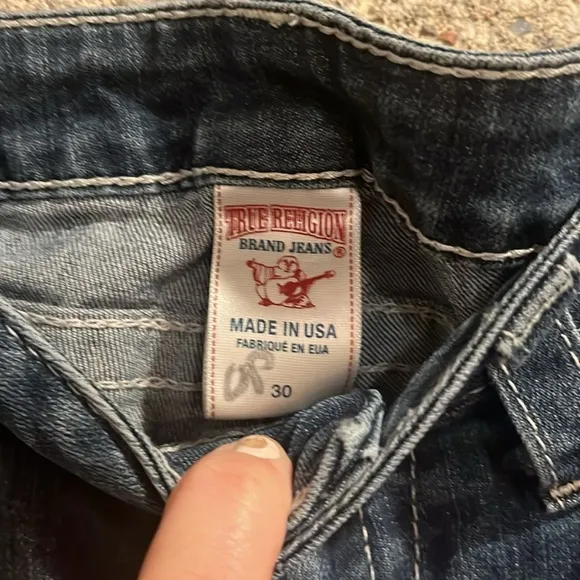 TRUE RELIGION
BRAND JEANS®
MADE IN USA
FABRIQUÉ EN EUA
30